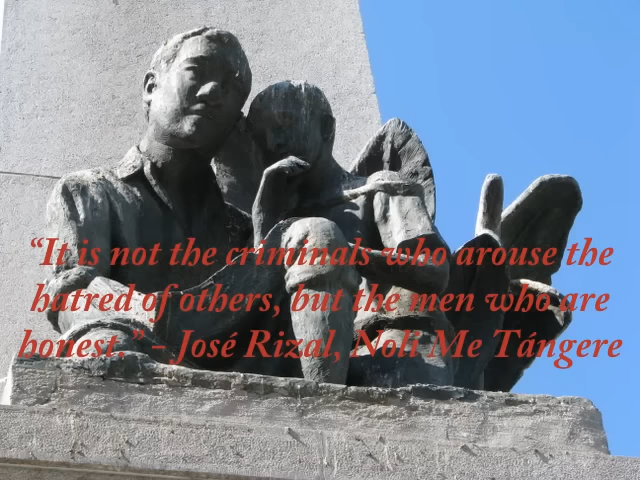 “It is not the criminals who arouse the
hatred of others, but the men who are
honest.” – José Rizal, Noli Me Tángere